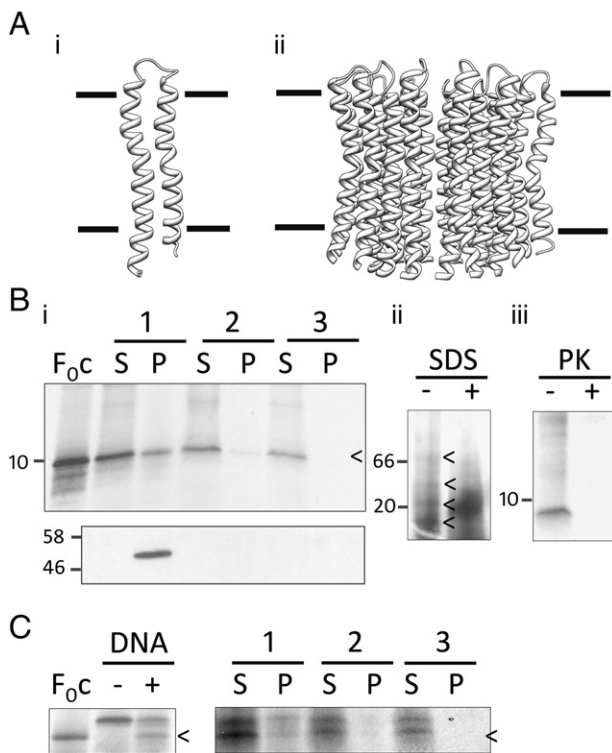 A
i ii
B
i 1 2 3 ii iii
F₀c S P S P S P SDS PK
- + - +
10 < 66 < 10
<
20 <
<
58
46
C
DNA 1 2 3
F₀c - + S P S P S P
< <